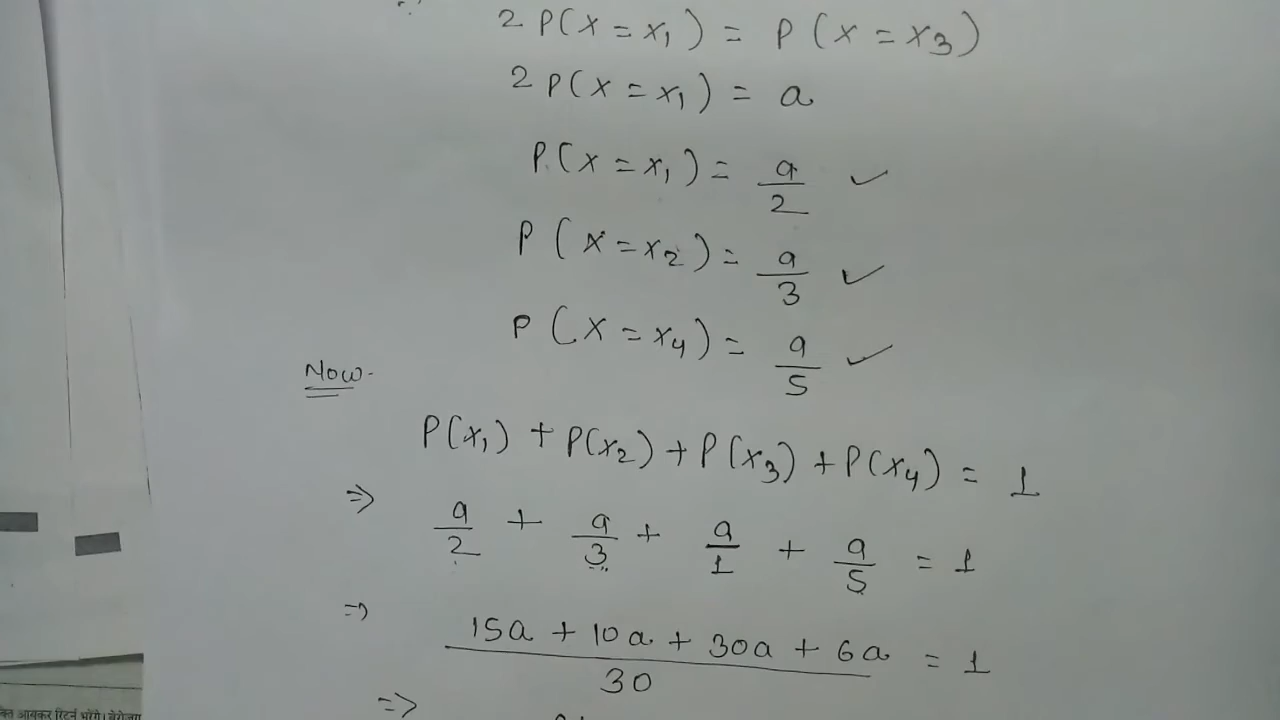 ∵ 2 P(X = x₁) = P(X = x₃)
2 P(X = x₁) = a
P(X = x₁) = a/2 ✓
P(X = x₂) = a/3 ✓
P(X = x₄) = a/5 ✓
Now-
P(x₁) + P(x₂) + P(x₃) + P(x₄) = 1
⇒ a/2 + a/3 + a/1 + a/5 = 1
⇒ (15a + 10a + 30a + 6a)/30 = 1
⇒